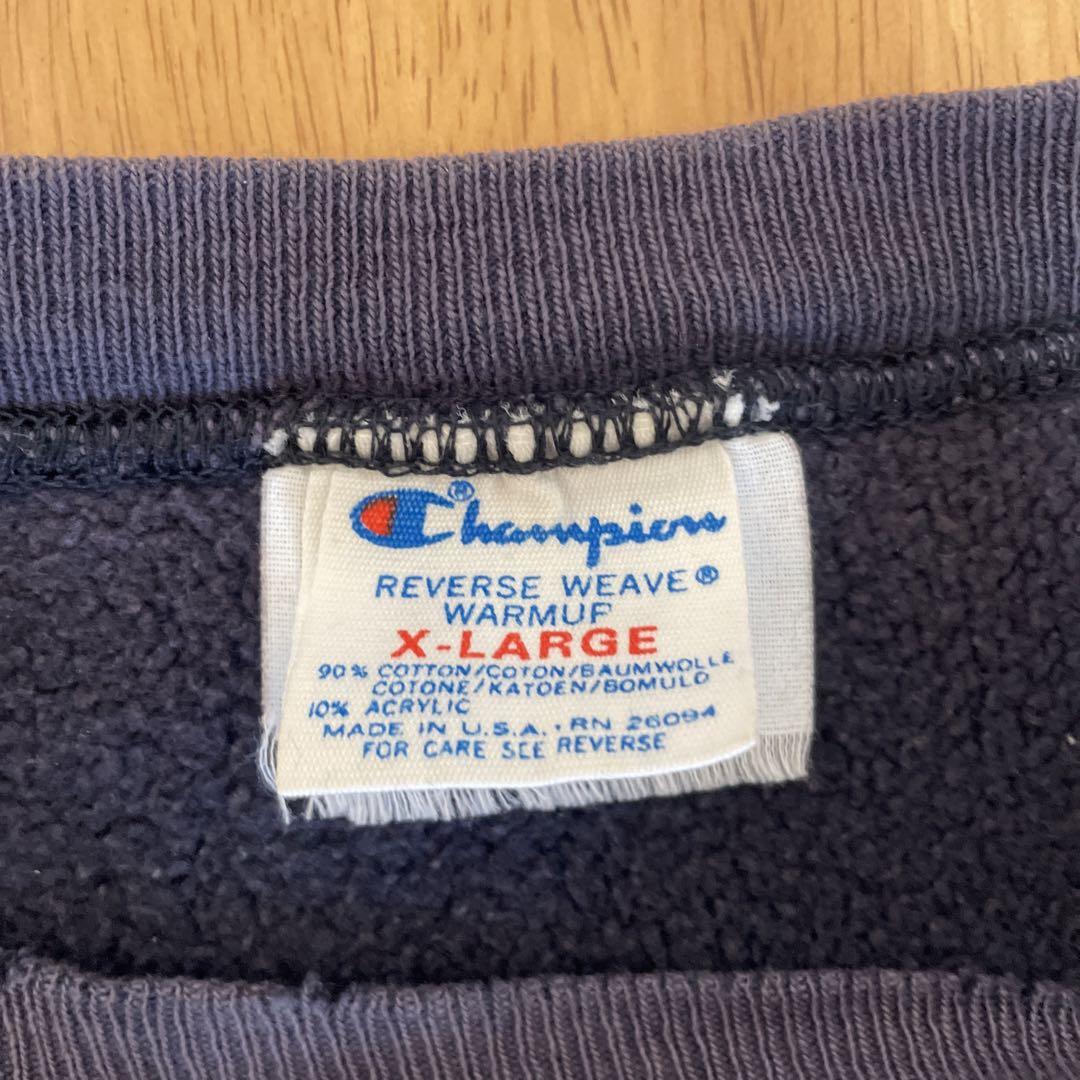 Champion®
REVERSE WEAVE®
WARMUP
X-LARGE
90% COTTON/COTON/BAUMWOLLE
COTONE/KATOEN/BOMULD
10% ACRYLIC
MADE IN U.S.A. · RN 26094
FOR CARE SEE REVERSE